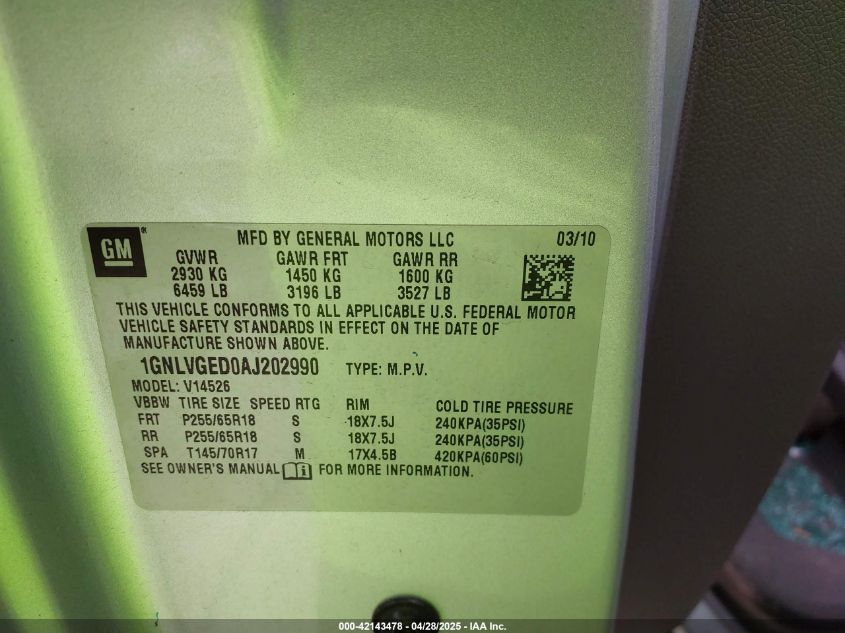 GM
MFD BY GENERAL MOTORS LLC 03/10
GVWR GAWR FRT GAWR RR
2930 KG 1450 KG 1600 KG
6459 LB 3196 LB 3527 LB
THIS VEHICLE CONFORMS TO ALL APPLICABLE U.S. FEDERAL MOTOR
VEHICLE SAFETY STANDARDS IN EFFECT ON THE DATE OF
MANUFACTURE SHOWN ABOVE.
1GNLVGED0AJ202990 TYPE: M.P.V.
MODEL: V14526
VBBW TIRE SIZE SPEED RTG RIM COLD TIRE PRESSURE
FRT P255/65R18 S 18X7.5J 240KPA(35PSI)
RR P255/65R18 S 18X7.5J 240KPA(35PSI)
SPA T145/70R17 M 17X4.5B 420KPA(60PSI)
SEE OWNER'S MANUAL FOR MORE INFORMATION.
000-42143478 - 04/28/2025 - IAA Inc.